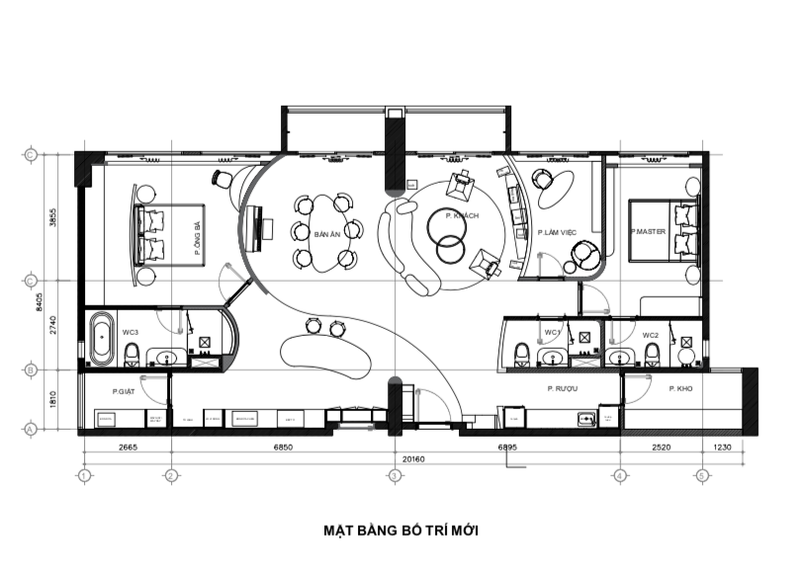 C
C
B
A
3855
2740
1810
8405
P.ÔNG BÀ
BÀN ĂN
P. KHÁCH
P.LÀM VIỆC
P.MASTER
WC3
WC1
WC2
P.GIẶT
P. RƯỢU
P. KHO
2665
6850
6895
2520
1230
20160
1
2
3
4
5
MẶT BẰNG BỐ TRÍ MỚI